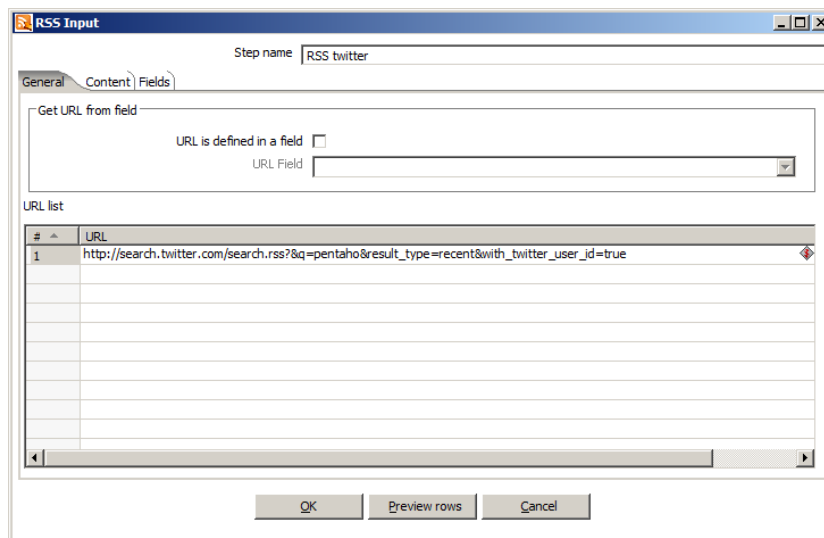 RSS Input
Step name RSS twitter
General Content Fields
Get URL from field
URL is defined in a field
URL Field
URL list
# URL
1 http://search.twitter.com/search.rss?&q=pentaho&result_type=recent&with_twitter_user_id=true
OK Preview rows Cancel